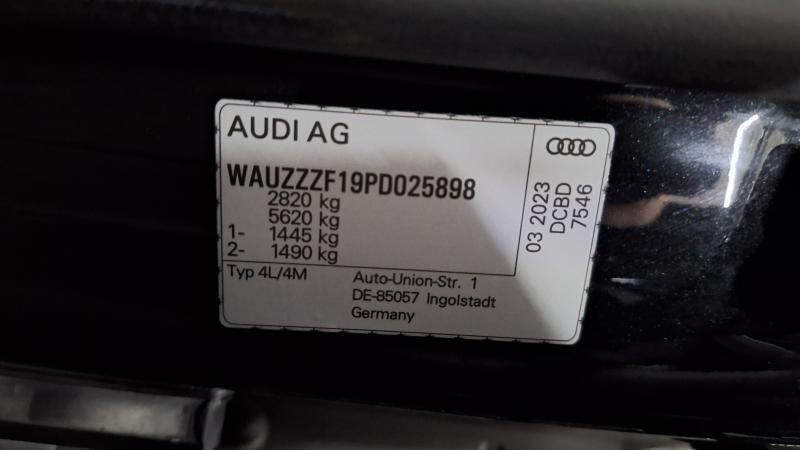 AUDI AG
WAUZZZF19PD025898
2820 kg
5620 kg
1- 1445 kg
2- 1490 kg
Typ 4L/4M
Auto-Union-Str. 1
DE-85057 Ingolstadt
Germany
03 2023
DCBD
7546